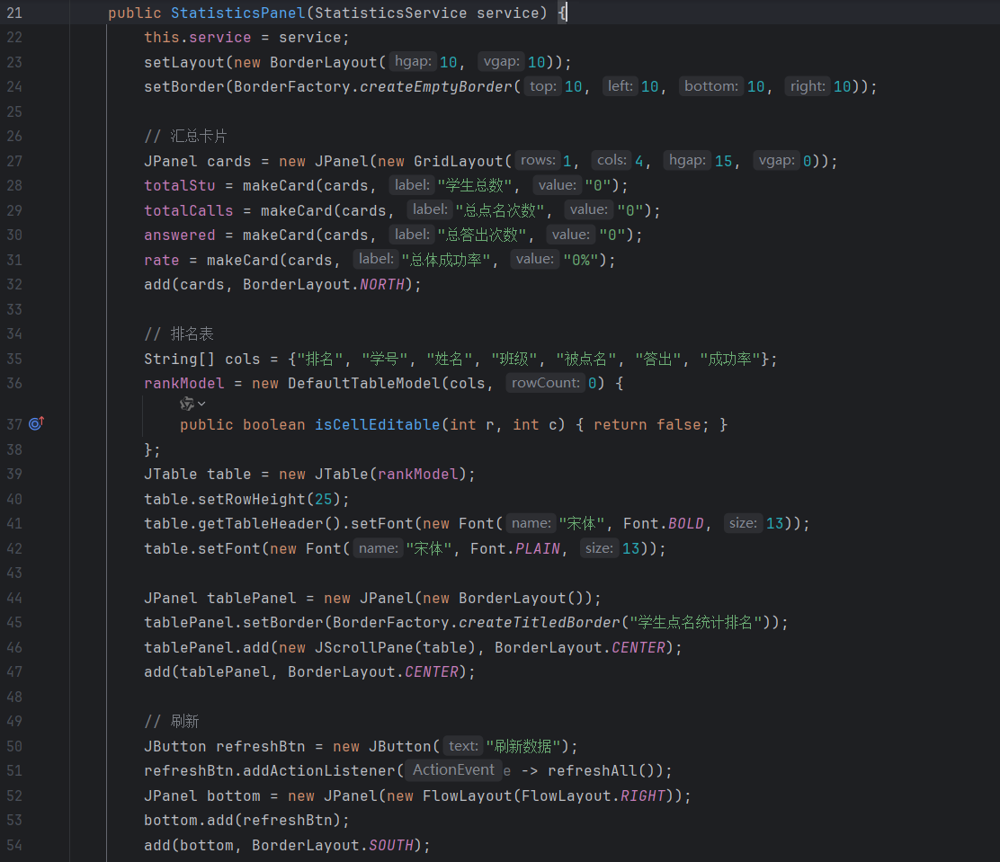 21 public StatisticsPanel(StatisticsService service) {
22 this.service = service;
23 setLayout(new BorderLayout( hgap: 10, vgap: 10));
24 setBorder(BorderFactory.createEmptyBorder( top: 10, left: 10, bottom: 10, right: 10));
25
26 // 汇总卡片
27 JPanel cards = new JPanel(new GridLayout( rows: 1, cols: 4, hgap: 15, vgap: 0));
28 totalStu = makeCard(cards, label: "学生总数", value: "0");
29 totalCalls = makeCard(cards, label: "总点名次数", value: "0");
30 answered = makeCard(cards, label: "总答出次数", value: "0");
31 rate = makeCard(cards, label: "总体成功率", value: "0%");
32 add(cards, BorderLayout.NORTH);
33
34 // 排名表
35 String[] cols = {"排名", "学号", "姓名", "班级", "被点名", "答出", "成功率"};
36 rankModel = new DefaultTableModel(cols, rowCount: 0) {
37 public boolean isCellEditable(int r, int c) { return false; }
38 };
39 JTable table = new JTable(rankModel);
40 table.setRowHeight(25);
41 table.getTableHeader().setFont(new Font( name: "宋体", Font.BOLD, size: 13));
42 table.setFont(new Font( name: "宋体", Font.PLAIN, size: 13));
43
44 JPanel tablePanel = new JPanel(new BorderLayout());
45 tablePanel.setBorder(BorderFactory.createTitledBorder("学生点名统计排名"));
46 tablePanel.add(new JScrollPane(table), BorderLayout.CENTER);
47 add(tablePanel, BorderLayout.CENTER);
48
49 // 刷新
50 JButton refreshBtn = new JButton( text: "刷新数据");
51 refreshBtn.addActionListener( ActionEvent e -> refreshAll());
52 JPanel bottom = new JPanel(new FlowLayout(FlowLayout.RIGHT));
53 bottom.add(refreshBtn);
54 add(bottom, BorderLayout.SOUTH);